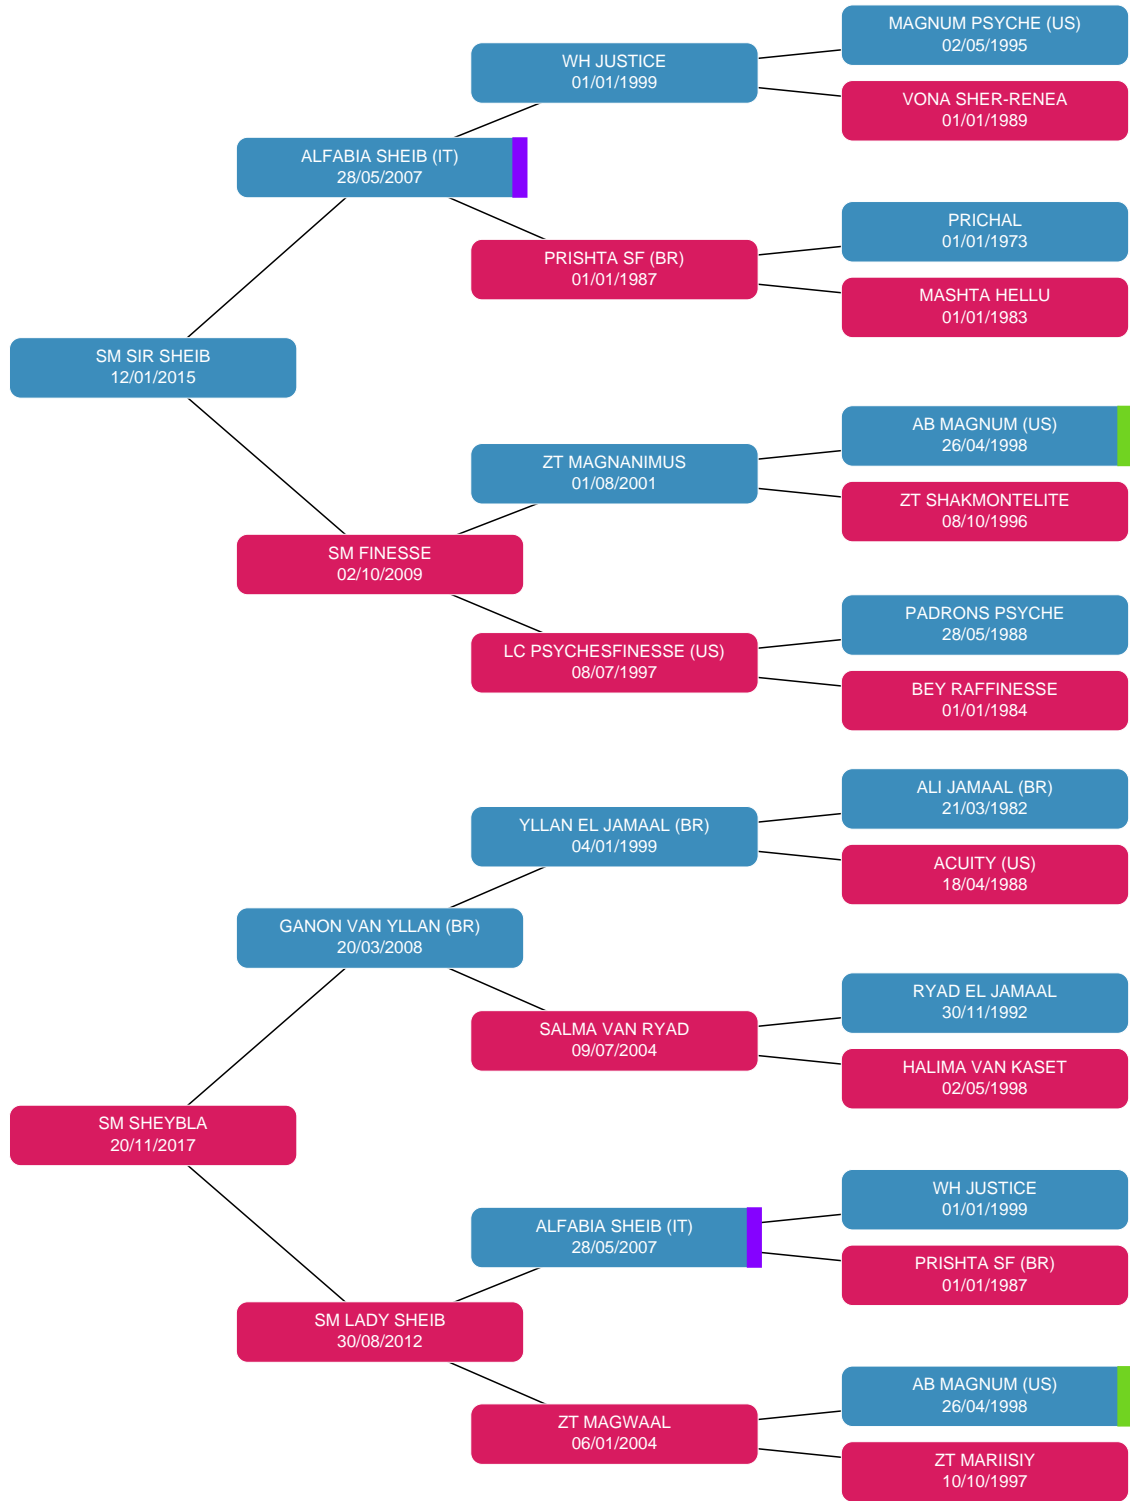 MAGNUM PSYCHE (US)
02/05/1995
WH JUSTICE
01/01/1999
VONA SHER-RENEA
01/01/1989
ALFABIA SHEIB (IT)
28/05/2007
PRICHAL
01/01/1973
PRISHTA SF (BR)
01/01/1987
MASHTA HELLU
01/01/1983
SM SIR SHEIB
12/01/2015
AB MAGNUM (US)
26/04/1998
ZT MAGNANIMUS
01/08/2001
ZT SHAKMONTELITE
08/10/1996
SM FINESSE
02/10/2009
PADRONS PSYCHE
28/05/1988
LC PSYCHESFINESSE (US)
08/07/1997
BEY RAFFINESSE
01/01/1984
ALI JAMAAL (BR)
21/03/1982
YLLAN EL JAMAAL (BR)
04/01/1999
ACUITY (US)
18/04/1988
GANON VAN YLLAN (BR)
20/03/2008
RYAD EL JAMAAL
30/11/1992
SALMA VAN RYAD
09/07/2004
HALIMA VAN KASET
02/05/1998
SM SHEYBLA
20/11/2017
WH JUSTICE
01/01/1999
ALFABIA SHEIB (IT)
28/05/2007
PRISHTA SF (BR)
01/01/1987
SM LADY SHEIB
30/08/2012
AB MAGNUM (US)
26/04/1998
ZT MAGWAAL
06/01/2004
ZT MARIISIY
10/10/1997